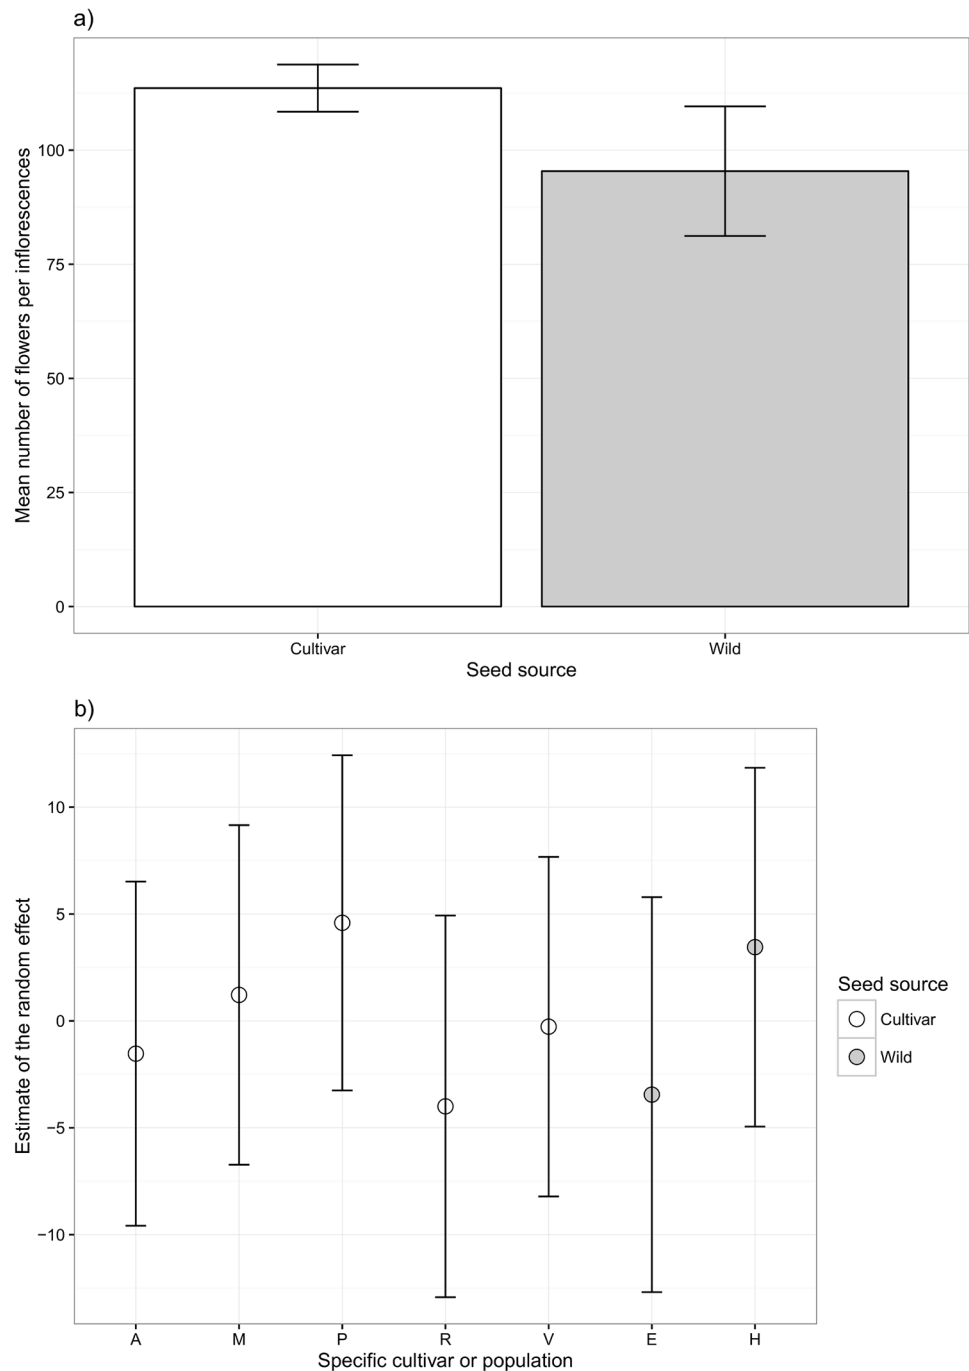 a)
Mean number of flowers per inflorescences
100
75
50
25
0
Cultivar
Wild
Seed source
b)
Estimate of the random effect
10
5
0
−5
−10
A
M
P
R
V
E
H
Specific cultivar or population
Seed source
Cultivar
Wild